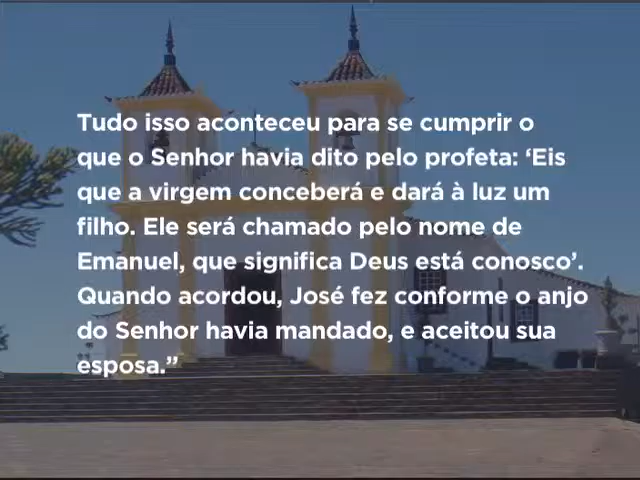 Tudo isso aconteceu para se cumprir o
que o Senhor havia dito pelo profeta: ‘Eis
que a virgem conceberá e dará à luz um
filho. Ele será chamado pelo nome de
Emanuel, que significa Deus está conosco’.
Quando acordou, José fez conforme o anjo
do Senhor havia mandado, e aceitou sua
esposa.”